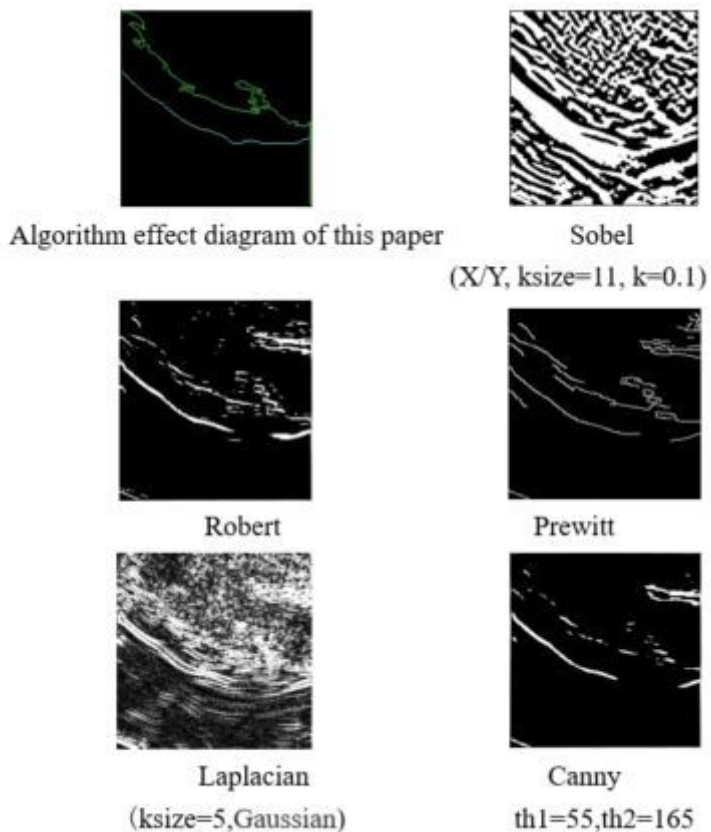 Algorithm effect diagram of this paper
Sobel
(X/Y, ksize=11, k=0.1)
Robert
Prewitt
Laplacian
(ksize=5,Gaussian)
Canny
th1=55,th2=165